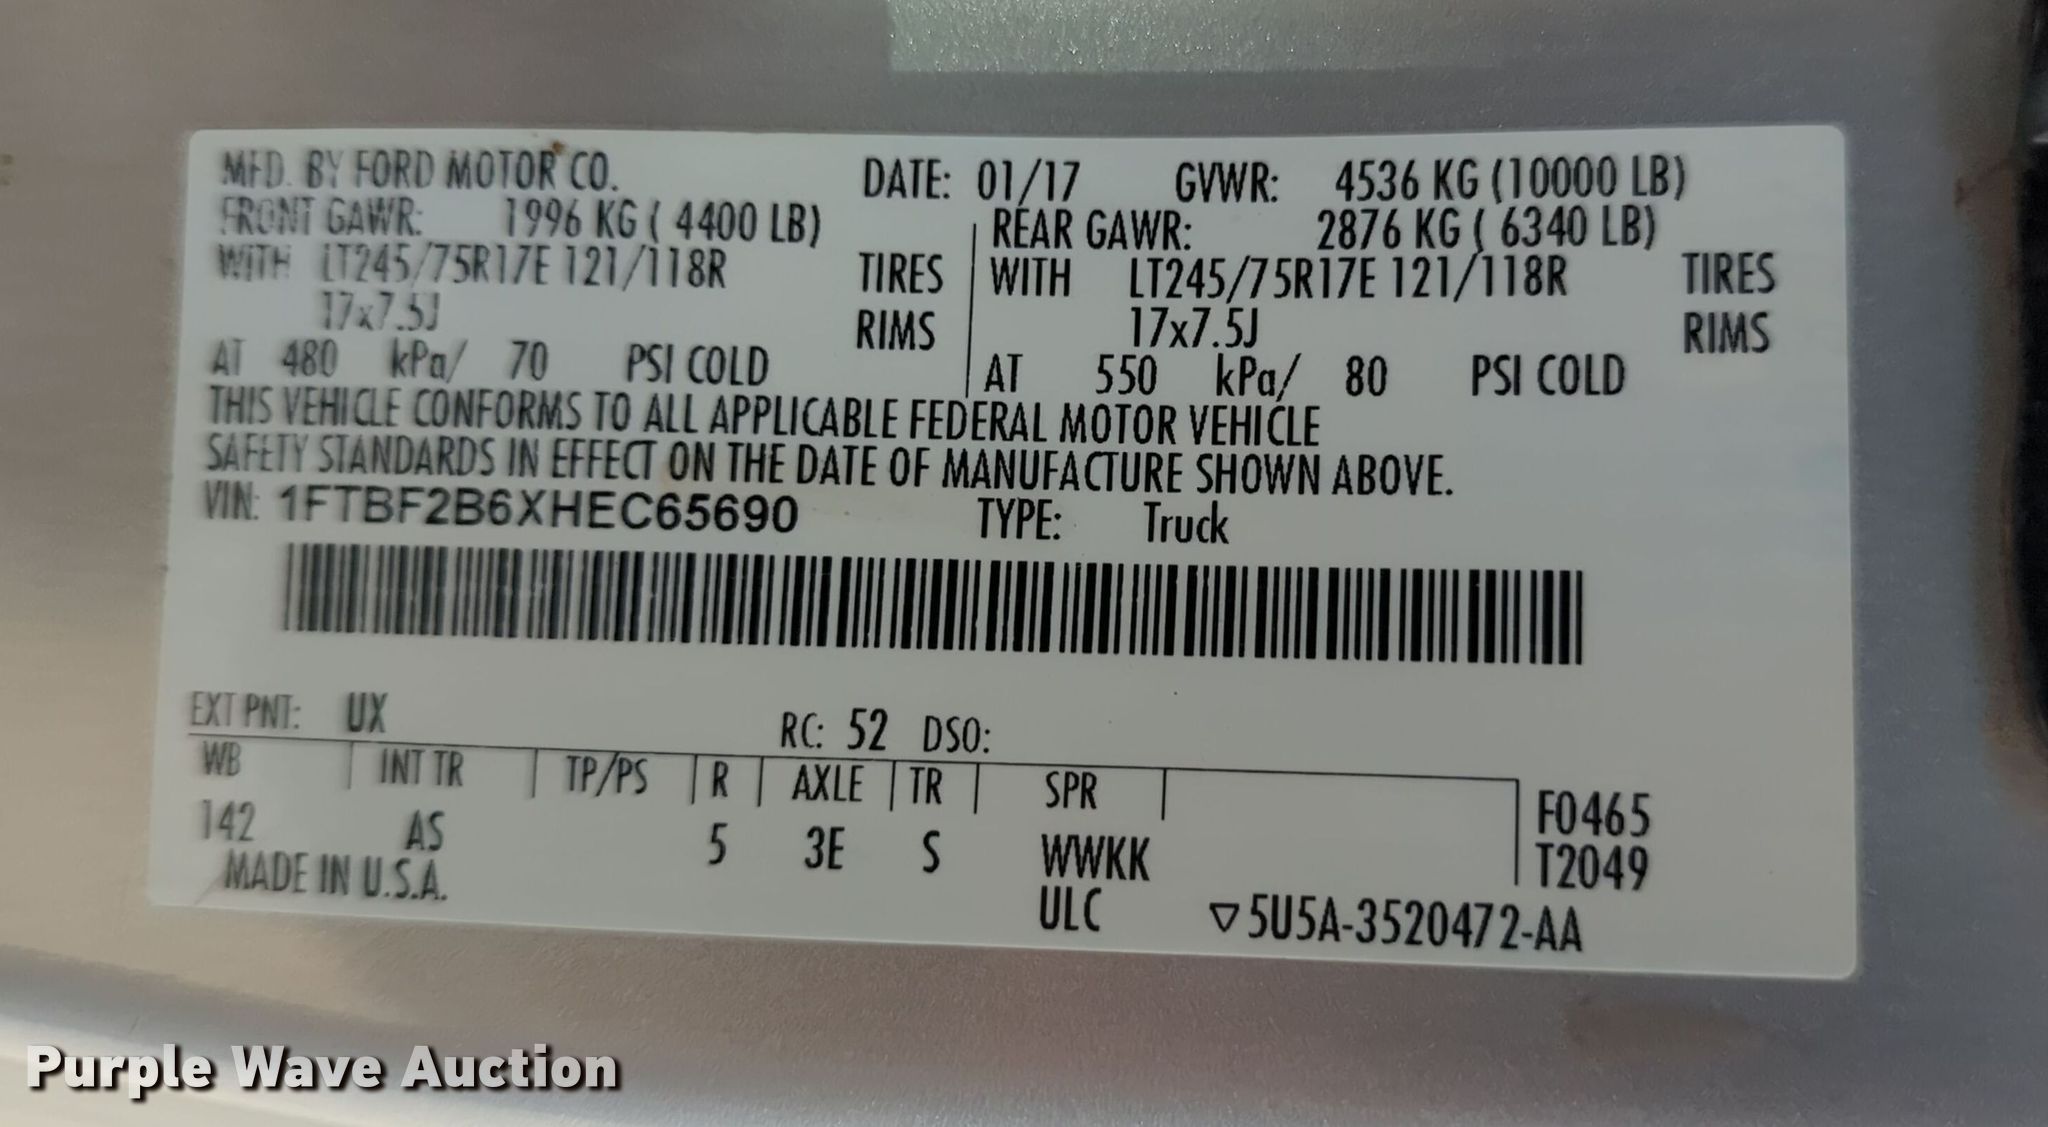 MFD. BY FORD MOTOR CO. DATE: 01/17 GVWR: 4536 KG (10000 LB)
FRONT GAWR: 1996 KG ( 4400 LB) REAR GAWR: 2876 KG ( 6340 LB)
WITH LT245/75R17E 121/118R TIRES WITH LT245/75R17E 121/118R TIRES
17x7.5J RIMS 17x7.5J RIMS
AT 480 kPa/ 70 PSI COLD AT 550 kPa/ 80 PSI COLD
THIS VEHICLE CONFORMS TO ALL APPLICABLE FEDERAL MOTOR VEHICLE
SAFETY STANDARDS IN EFFECT ON THE DATE OF MANUFACTURE SHOWN ABOVE.
VIN: 1FTBF2B6XHEC65690 TYPE: Truck
EXT PNT: UX RC: 52 DSO:
WB INT TR TP/PS R AXLE TR SPR F0465
142 AS 5 3E S WWKK T2049
MADE IN U.S.A. ULC ▽5U5A-3520472-AA
Purple Wave Auction